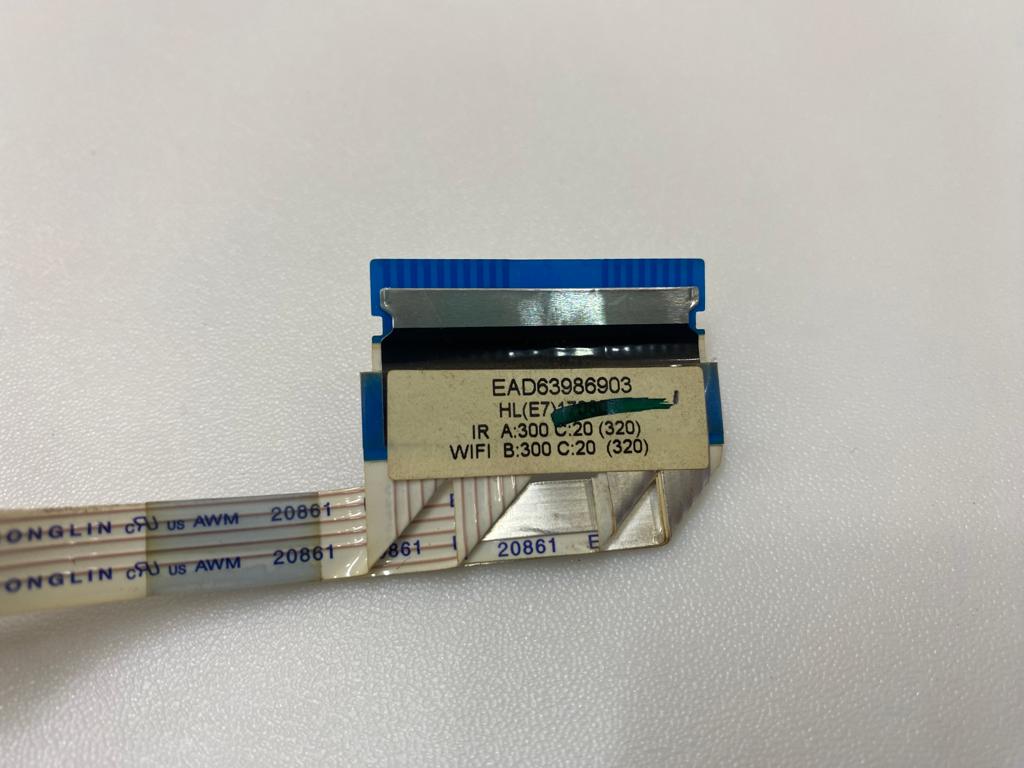 EAD63986903
HL(E7)
IR A:300 C:20 (320)
WIFI B:300 C:20 (320)
ONGLIN US AWM 20861
861 20861 E
ONGLIN US AWM 20861